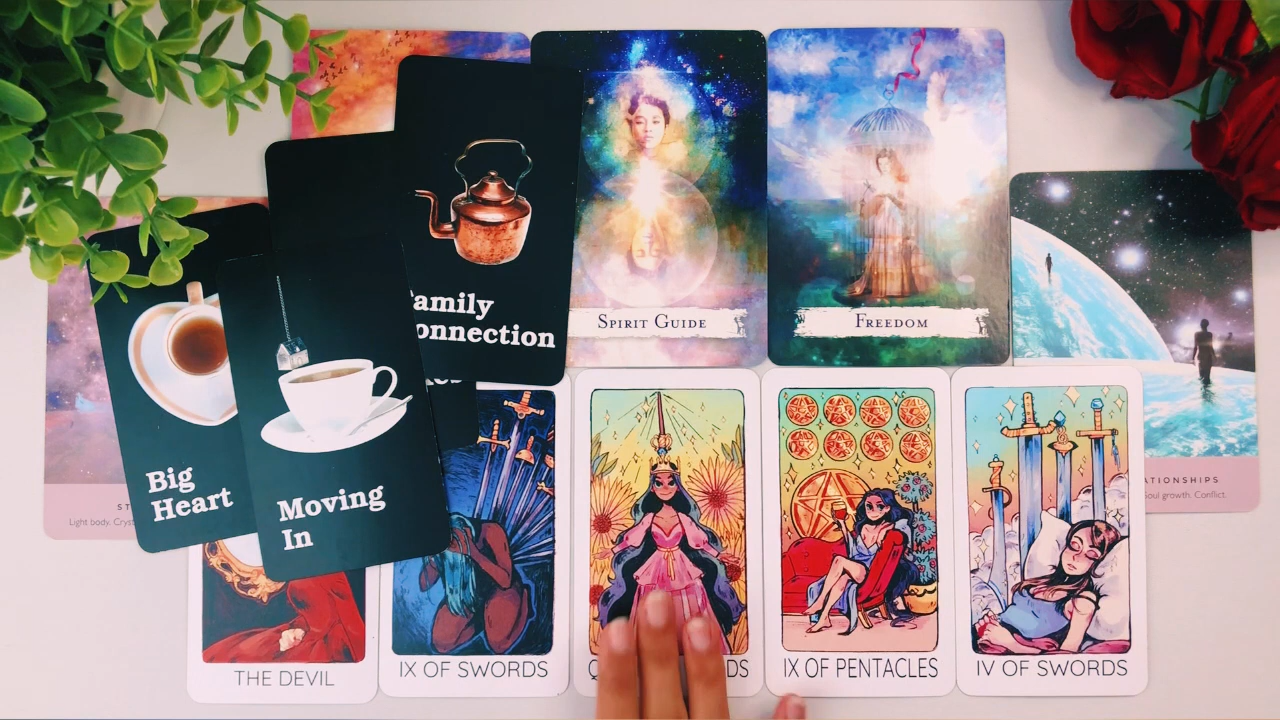 Family
Connection
SPIRIT GUIDE
FREEDOM
Big
Heart
Moving
In
Light body.
ATIONSHIPS
Soul growth. Conflict.
THE DEVIL
IX OF SWORDS
IX OF PENTACLES
IV OF SWORDS